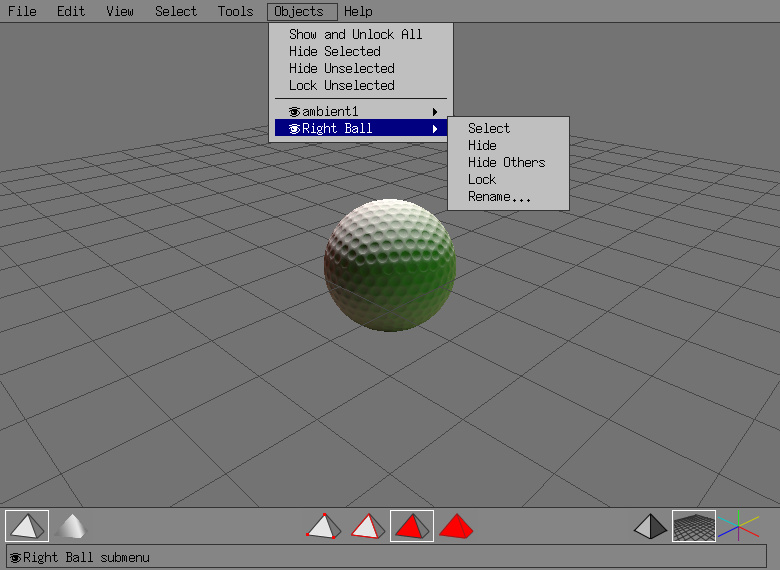 File Edit View Select Tools Objects Help
Show and Unlock All
Hide Selected
Hide Unselected
Lock Unselected
ambient1
Right Ball
Select
Hide
Hide Others
Lock
Rename...
Right Ball submenu